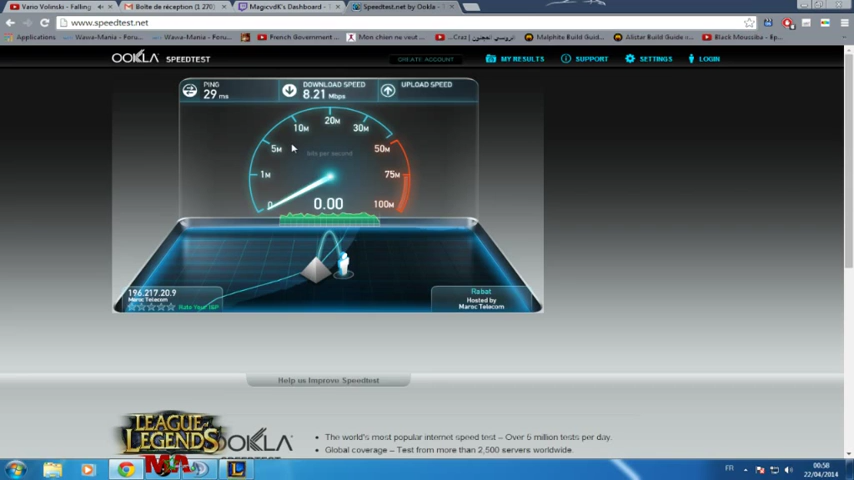 Vario Volinski - Falling
Boîte de réception (1 270)
MagicvdK's Dashboard - T
Speedtest.net by Ookla -
www.speedtest.net
Applications
Wawa-Mania - Foru...
Wawa-Mania - Foru...
French Government ...
Mon chien ne veut ...
Malphite Build Guid...
Alistar Build Guide ...
Black Moussiba - Sp...
OOKLA SPEEDTEST
CREATE ACCOUNT
MY RESULTS
SUPPORT
SETTINGS
LOGIN
PING
29 ms
DOWNLOAD SPEED
8.21 Mbps
UPLOAD SPEED
20M
10M
30M
5M
bits per second
50M
1M
75M
0
0.00
100M
196.217.20.9
Maroc Telecom
Rate Your ISP
Rabat
Hosted by
Maroc Telecom
Help us Improve Speedtest
LEAGUE OF
LEGENDS
OOKLA
The world's most popular internet speed test – Over 5 million tests per day.
Global coverage – Test from more than 2,500 servers worldwide.
FR
00:58
22/04/2014